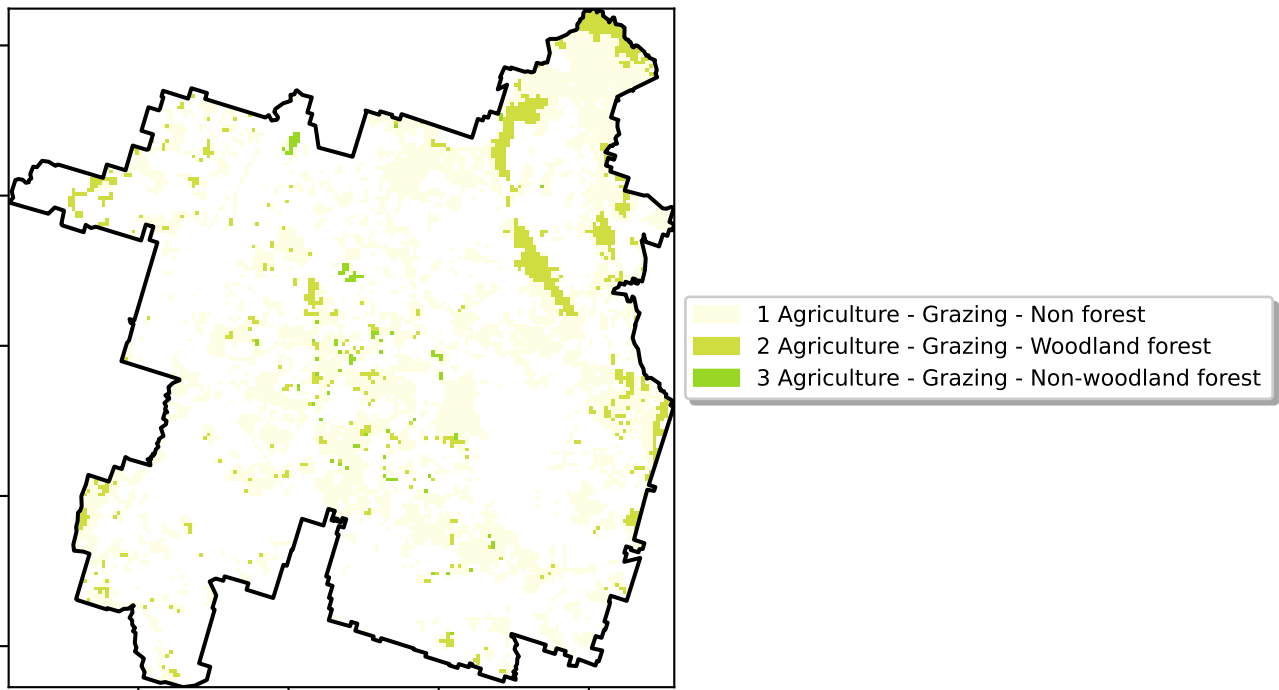 1 Agriculture - Grazing - Non forest
2 Agriculture - Grazing - Woodland forest
3 Agriculture - Grazing - Non-woodland forest